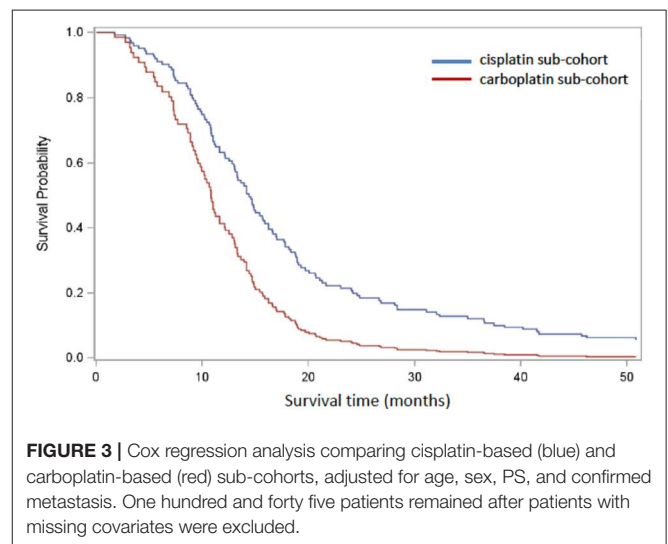 1.0
0.8
0.6
0.4
0.2
0.0
Survival Probability
cisplatin sub-cohort
carboplatin sub-cohort
0 10 20 30 40 50
Survival time (months)
FIGURE 3 | Cox regression analysis comparing cisplatin-based (blue) and
carboplatin-based (red) sub-cohorts, adjusted for age, sex, PS, and confirmed
metastasis. One hundred and forty five patients remained after patients with
missing covariates were excluded.